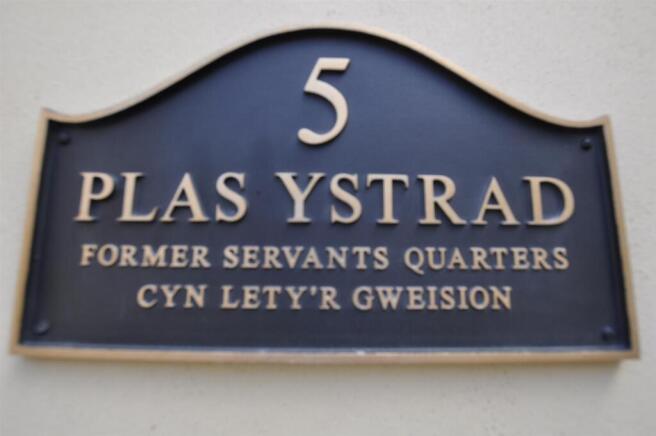 5
PLAS YSTRAD
FORMER SERVANTS QUARTERS
CYN LETY'R GWEISION